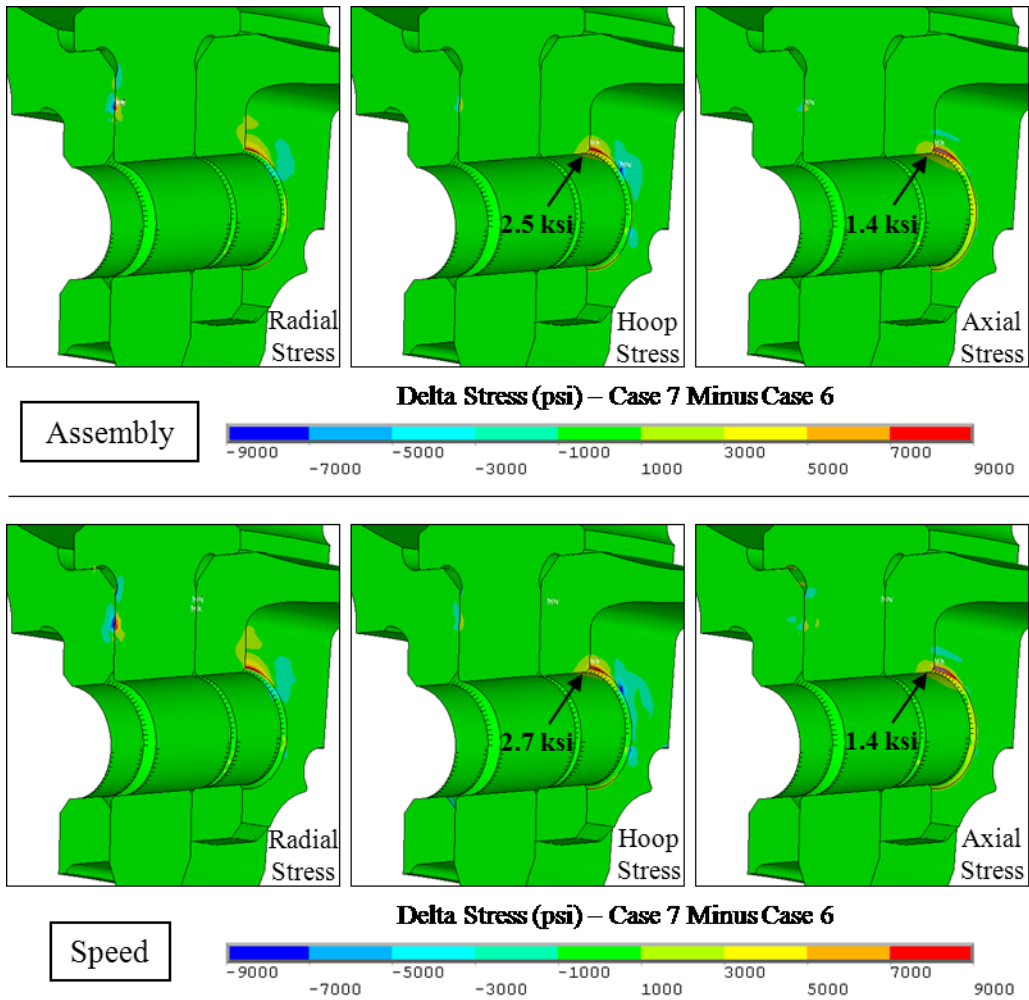 2.5 ksi
1.4 ksi
Radial
Stress
Hoop
Stress
Axial
Stress
Delta Stress (psi) – Case 7 Minus Case 6
Assembly
-9000 -7000 -5000 -3000 -1000 1000 3000 5000 7000 9000
2.7 ksi
1.4 ksi
Radial
Stress
Hoop
Stress
Axial
Stress
Delta Stress (psi) – Case 7 Minus Case 6
Speed
-9000 -7000 -5000 -3000 -1000 1000 3000 5000 7000 9000